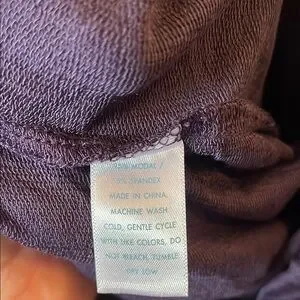 95% MODAL /
5% SPANDEX
MADE IN CHINA.
MACHINE WASH
COLD, GENTLE CYCLE
WITH LIKE COLORS, DO
NOT BLEACH, TUMBLE
DRY LOW